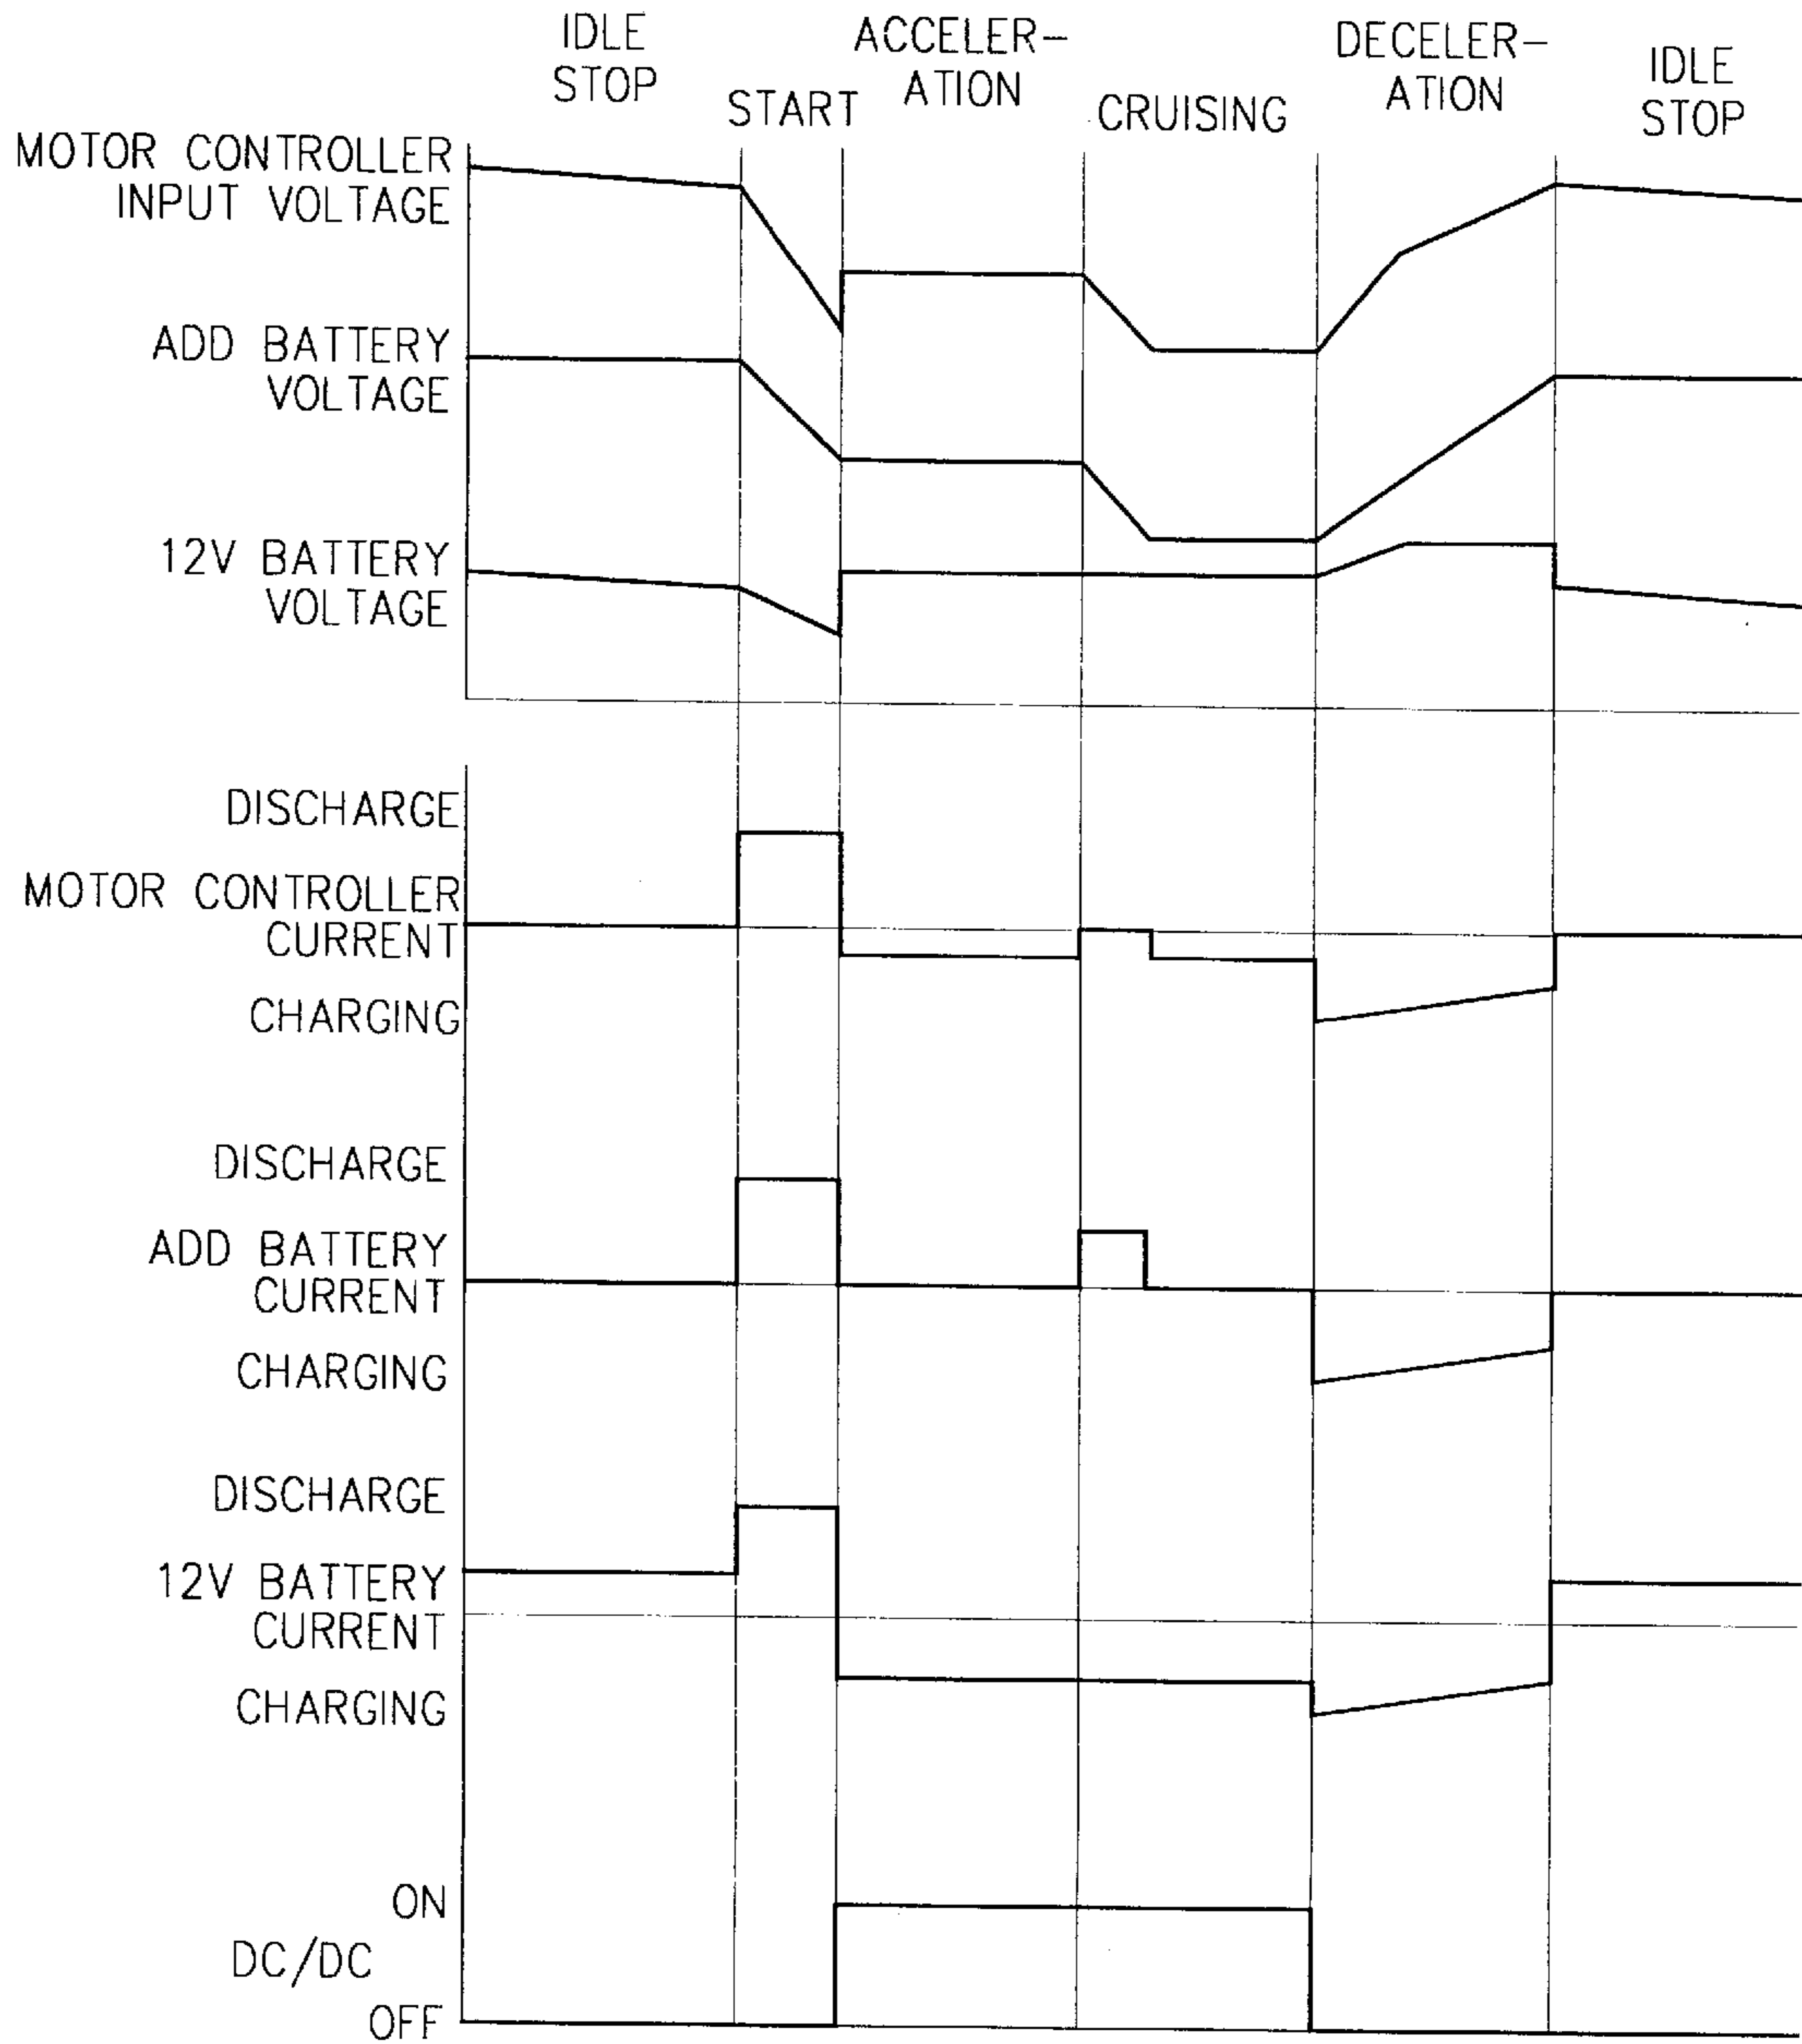 IDLE
STOP
START
ACCELER-
ATION
CRUISING
DECELER-
ATION
IDLE
STOP
MOTOR CONTROLLER
INPUT VOLTAGE
ADD BATTERY
VOLTAGE
12V BATTERY
VOLTAGE
DISCHARGE
MOTOR CONTROLLER
CURRENT
CHARGING
DISCHARGE
ADD BATTERY
CURRENT
CHARGING
DISCHARGE
12V BATTERY
CURRENT
CHARGING
ON
DC/DC
OFF